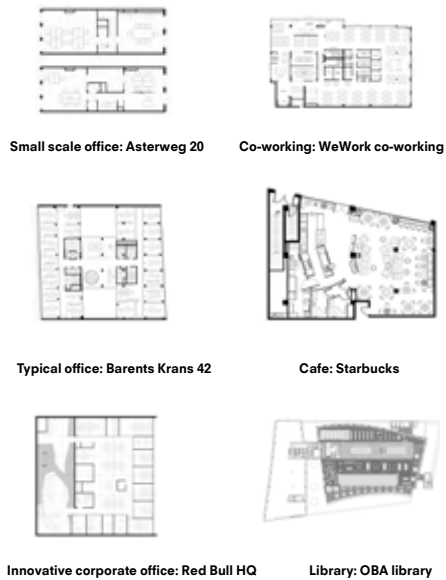 Small scale office: Asterweg 20
Co-working: WeWork co-working
Typical office: Barents Krans 42
Cafe: Starbucks
Innovative corporate office: Red Bull HQ
Library: OBA library